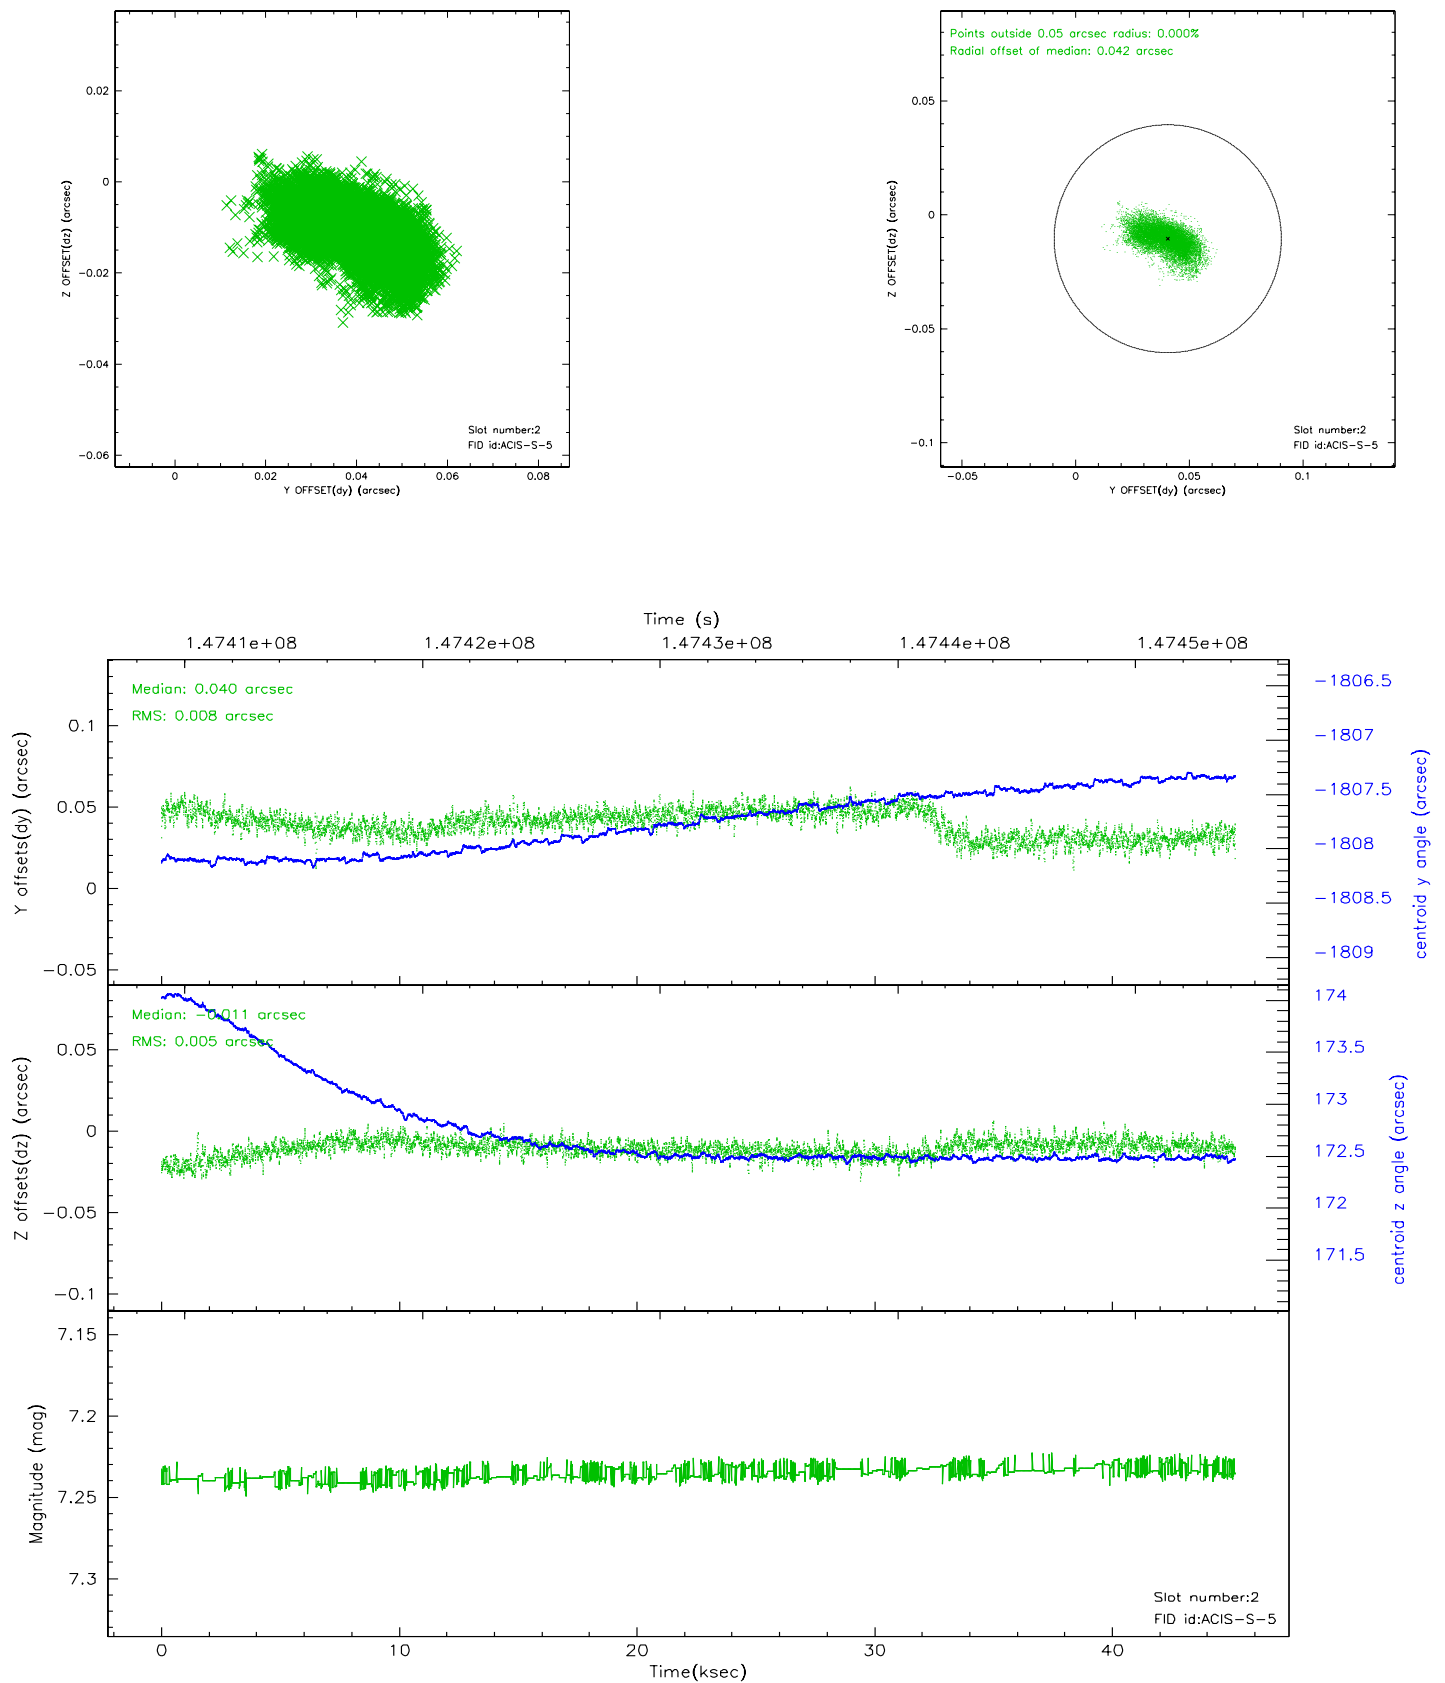 0.02
0
−0.02
−0.04
−0.06
Z OFFSET(dz) (arcsec)
Slot number:2
FID id:ACIS−S−5
0 0.02 0.04 0.06 0.08
Y OFFSET(dy) (arcsec)
Points outside 0.05 arcsec radius: 0.000%
Radial offset of median: 0.042 arcsec
0.05
0
−0.05
−0.1
Z OFFSET(dz) (arcsec)
Slot number:2
FID id:ACIS−S−5
−0.05 0 0.05 0.1
Y OFFSET(dy) (arcsec)
Time (s)
1.4741e+08 1.4742e+08 1.4743e+08 1.4744e+08 1.4745e+08
Median: 0.040 arcsec
RMS: 0.008 arcsec
0.1
0.05
0
−0.05
Y offsets(dy) (arcsec)
−1806.5
−1807
−1807.5
−1808
−1808.5
−1809
centroid y angle (arcsec)
Median: −0.011 arcsec
RMS: 0.005 arcsec
0.05
0
−0.05
−0.1
Z offsets(dz) (arcsec)
174
173.5
173
172.5
172
171.5
centroid z angle (arcsec)
7.15
7.2
7.25
7.3
Magnitude (mag)
Slot number:2
FID id:ACIS−S−5
0 10 20 30 40
Time(ksec)